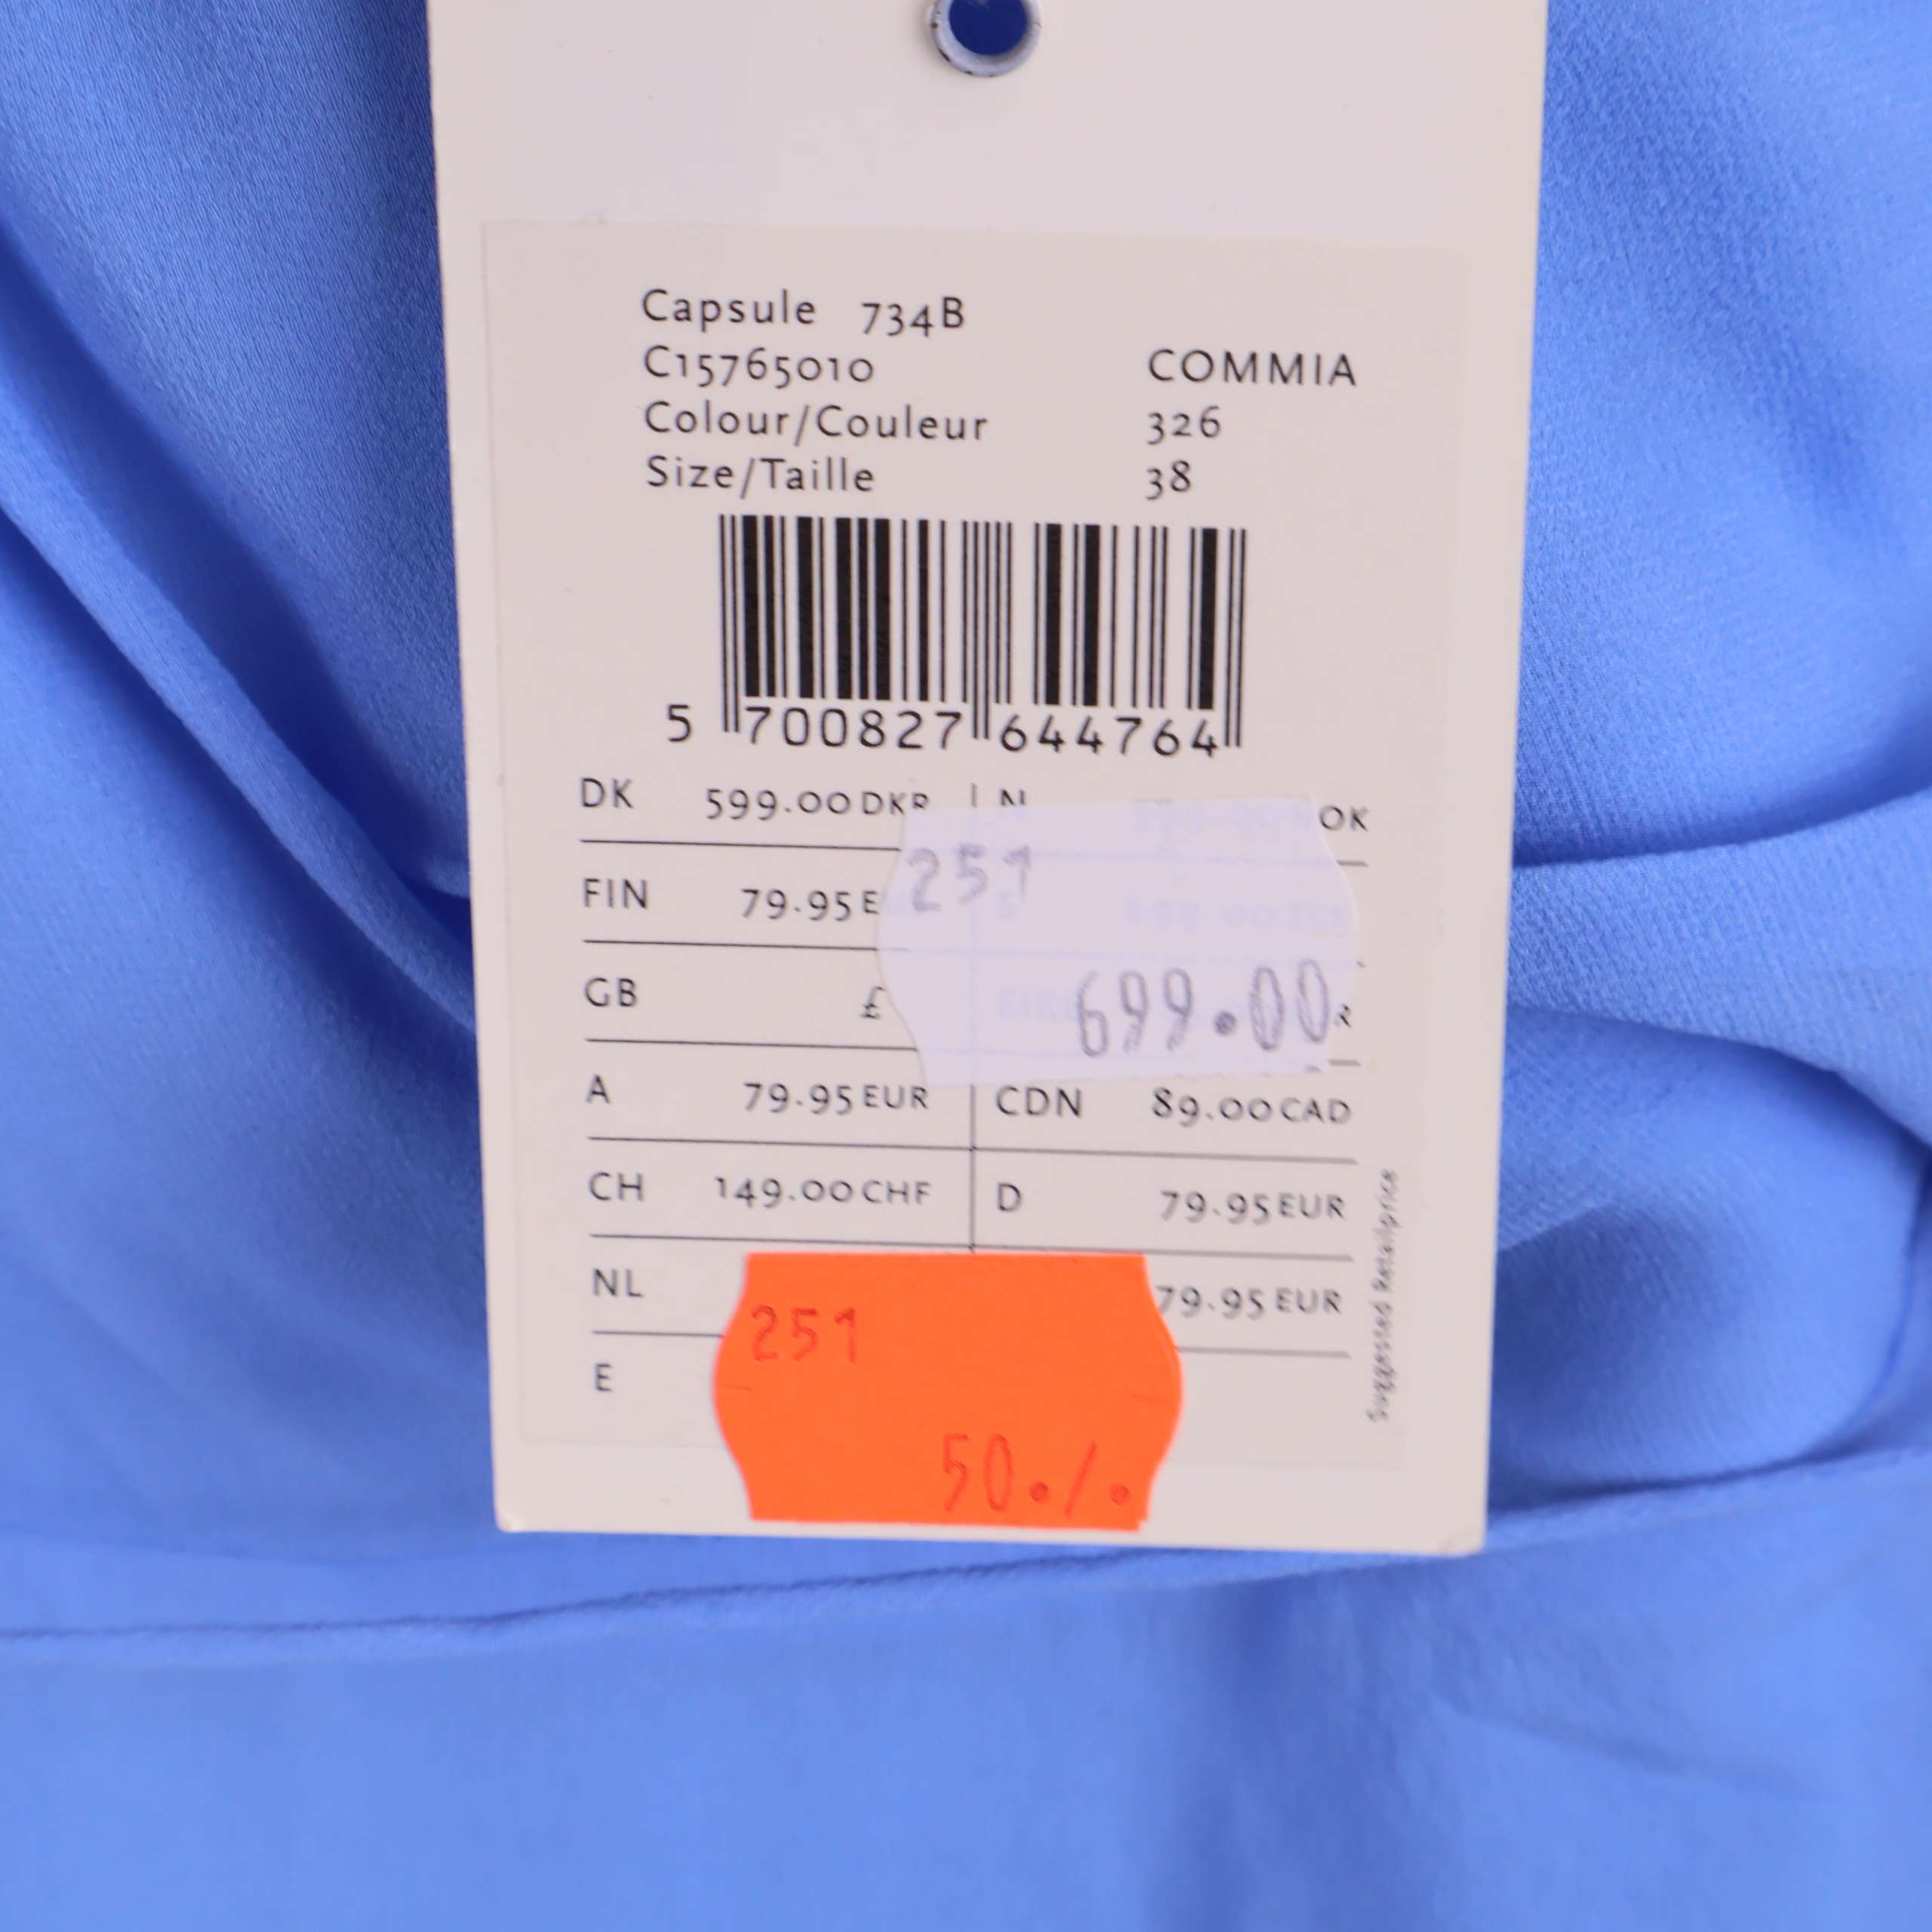 Capsule 734B
C15765010 COMMIA
Colour/Couleur 326
Size/Taille 38
5 700827 644764
DK 599.00 DKR N OK
251
FIN 79.95 E
GB £
699.00 R
A 79.95 EUR CDN 89.00 CAD
CH 149.00 CHF D 79.95 EUR
NL 79.95 EUR
251
E
50./.
Suggested Retailprice